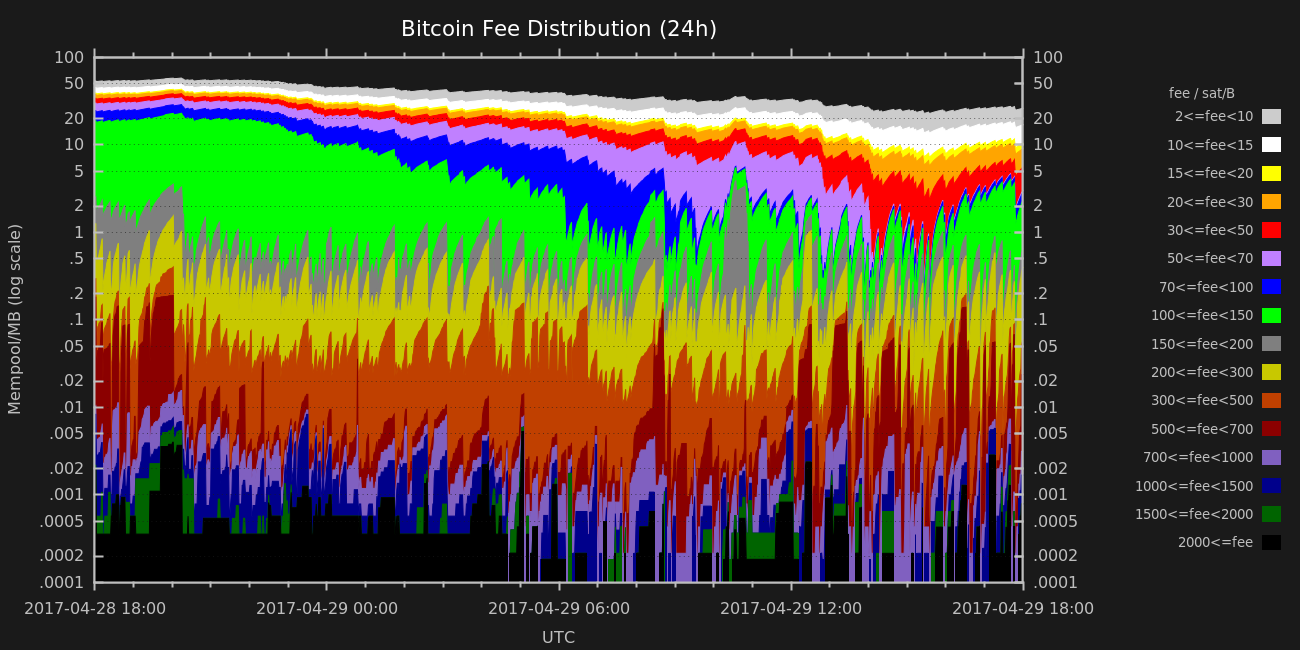 Bitcoin Fee Distribution (24h)
100 100
50 50
20 20
10 10
5 5
2 2
1 1
.5 .5
.2 .2
.1 .1
.05 .05
.02 .02
.01 .01
.005 .005
.002 .002
.001 .001
.0005 .0005
.0002 .0002
.0001 .0001
Mempool/MB (log scale)
2017-04-28 18:00 2017-04-29 00:00 2017-04-29 06:00 2017-04-29 12:00 2017-04-29 18:00
UTC
fee / sat/B
2<=fee<10
10<=fee<15
15<=fee<20
20<=fee<30
30<=fee<50
50<=fee<70
70<=fee<100
100<=fee<150
150<=fee<200
200<=fee<300
300<=fee<500
500<=fee<700
700<=fee<1000
1000<=fee<1500
1500<=fee<2000
2000<=fee